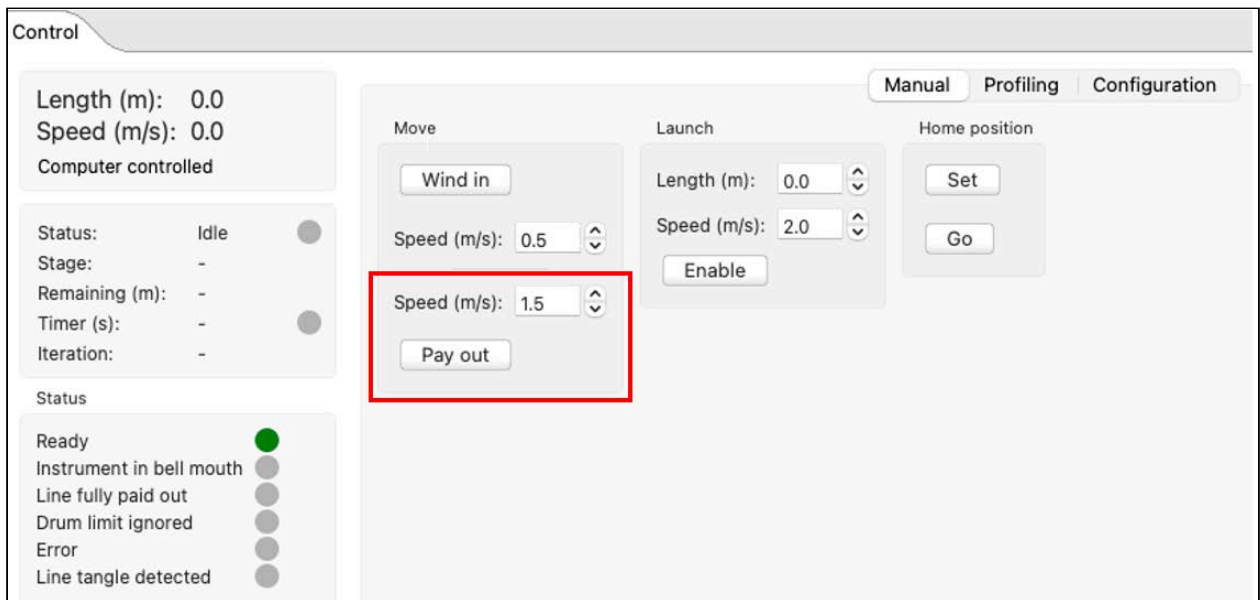 Control
Length (m): 0.0
Speed (m/s): 0.0
Computer controlled
Status: Idle
Stage: -
Remaining (m): -
Timer (s): -
Iteration: -
Status
Ready
Instrument in bell mouth
Line fully paid out
Drum limit ignored
Error
Line tangle detected
Manual Profiling Configuration
Move
Wind in
Speed (m/s): 0.5
Speed (m/s): 1.5
Pay out
Launch
Length (m): 0.0
Speed (m/s): 2.0
Enable
Home position
Set
Go